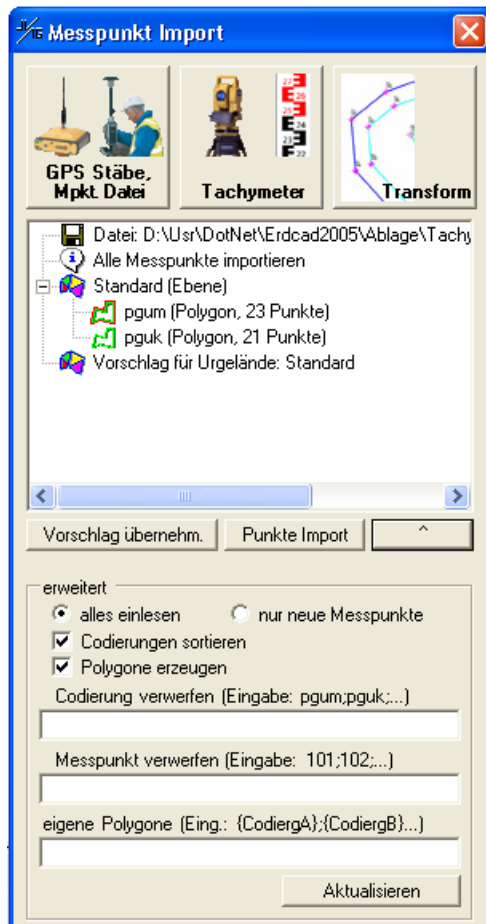 Messpunkt Import
GPS Stäbe,
Mpkt. Datei
Tachymeter
Transform
Datei: D:\Usr\DotNet\Erdcad2005\Ablage\Tachy
Alle Messpunkte importieren
Standard (Ebene)
pgum (Polygon, 23 Punkte)
pguk (Polygon, 21 Punkte)
Vorschlag für Urgelände: Standard
Vorschlag übernehm.
Punkte Import
^
erweitert
alles einlesen
nur neue Messpunkte
Codierungen sortieren
Polygone erzeugen
Codierung verwerfen (Eingabe: pgum;pguk;...)
Messpunkt verwerfen (Eingabe: 101;102;...)
eigene Polygone (Eing.: {CodiergA};{CodiergB}...)
Aktualisieren